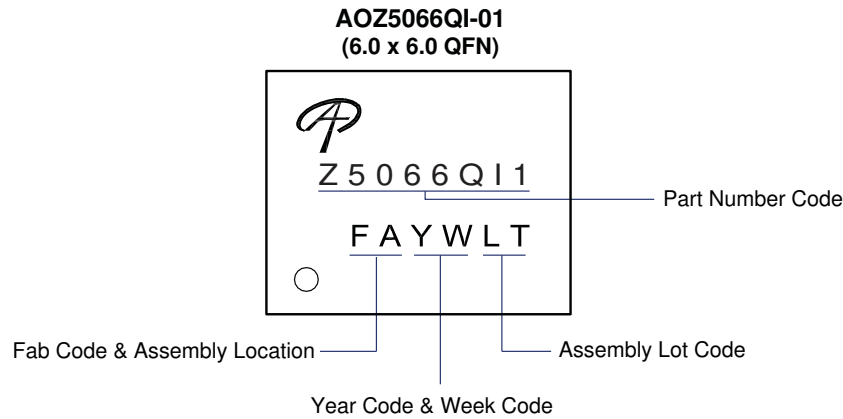 AOZ5066QI-01
(6.0 x 6.0 QFN)
Z5066QI1
Part Number Code
FAYWLT
Fab Code & Assembly Location
Assembly Lot Code
Year Code & Week Code